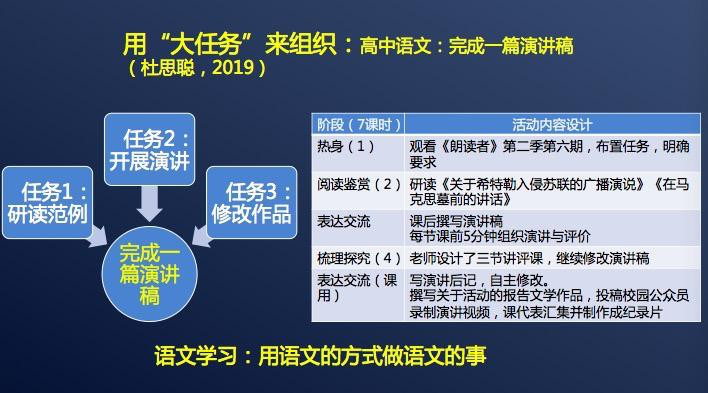 用“大任务”来组织：高中语文：完成一篇演讲稿
（杜思聪，2019）
任务1：
研读范例
任务2：
开展演讲
任务3：
修改作品
完成一
篇演讲
稿
阶段（7课时） 活动内容设计
热身（1） 观看《朗读者》第二季第六期，布置任务，明确
要求
阅读鉴赏（2） 研读《关于希特勒入侵苏联的广播演说》《在马
克思墓前的讲话》
表达交流 课后撰写演讲稿
每节课前5分钟组织演讲与评价
梳理探究（4） 老师设计了三节讲评课，继续修改演讲稿
表达交流（课
用） 写演讲后记，自主修改。
撰写关于活动的报告文学作品，投稿校园公众员
录制演讲视频，课代表汇集并制作成纪录片
语文学习：用语文的方式做语文的事